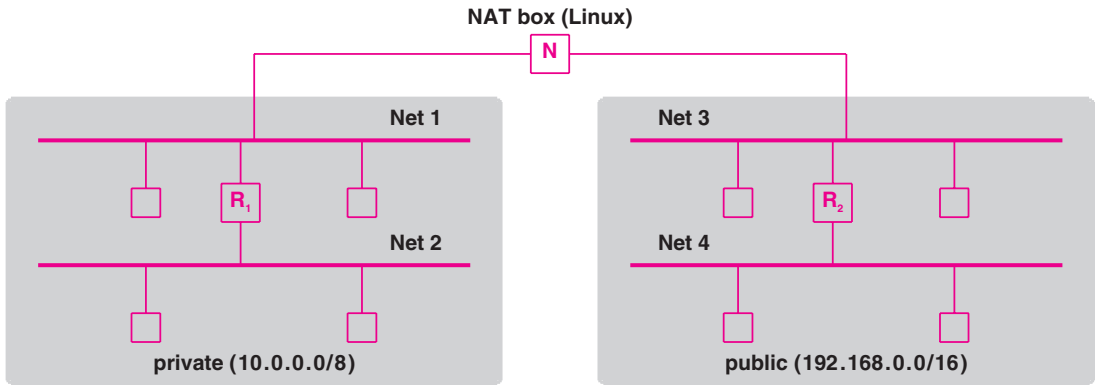 NAT box (Linux)
N
Net 1
R₁
Net 2
private (10.0.0.0/8)
Net 3
R₂
Net 4
public (192.168.0.0/16)